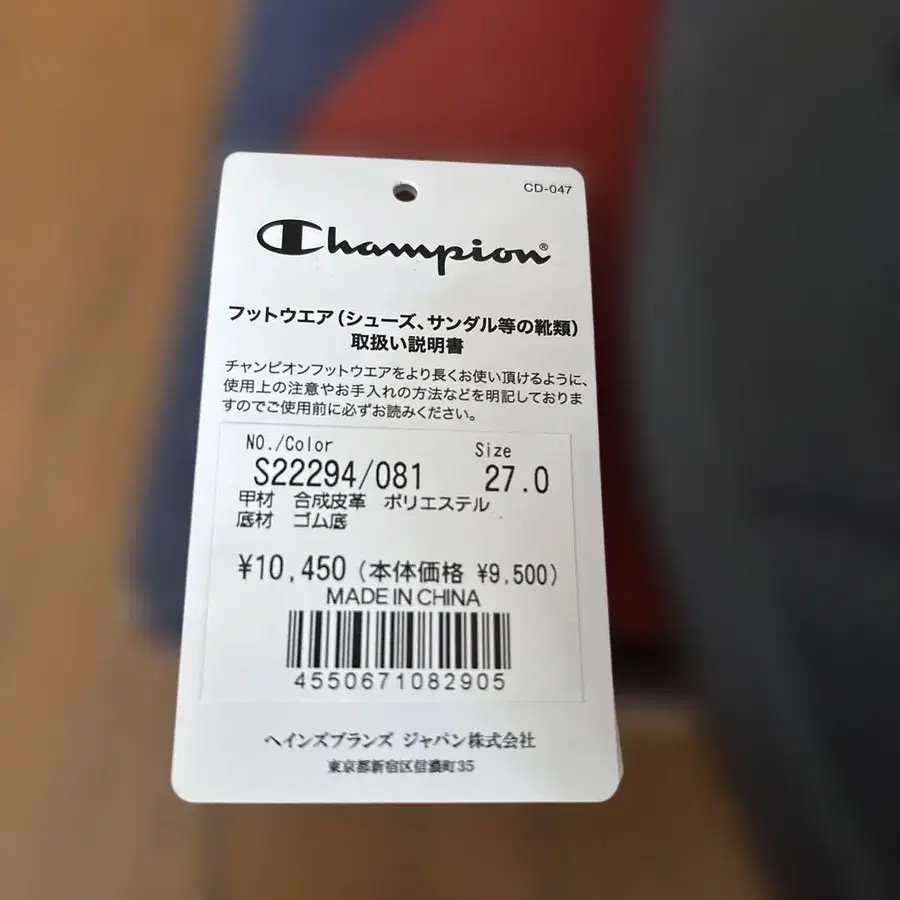 CD-047
Champion®
フットウエア(シューズ、サンダル等の靴類)
取扱い説明書
チャンピオンフットウエアをより長くお使い頂けるように、
使用上の注意やお手入れの方法などを明記しておりま
すのでご使用前に必ずお読みください。
NO./Color Size
S22294/081 27.0
甲材 合成皮革 ポリエステル
底材 ゴム底
¥10,450 (本体価格 ¥9,500)
MADE IN CHINA
4550671082905
ヘインズブランズ ジャパン株式会社
東京都新宿区信濃町35